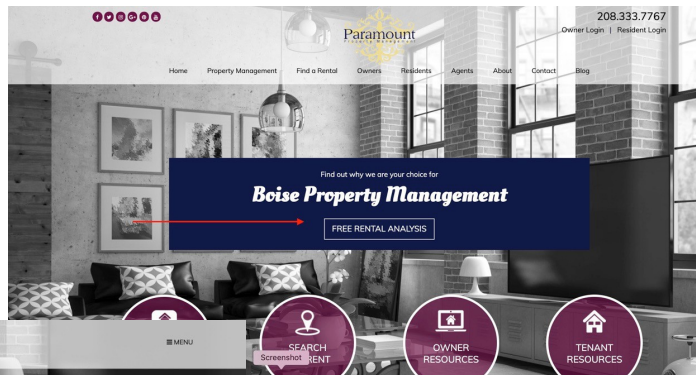 208.333.7767
Owner Login | Resident Login
Paramount
Property Management
Home Property Management Find a Rental Owners Residents Agents About Contact Blog
Find out why we are your choice for
Boise Property Management
FREE RENTAL ANALYSIS
MENU
Screenshot
SEARCH
RENT
OWNER
RESOURCES
TENANT
RESOURCES